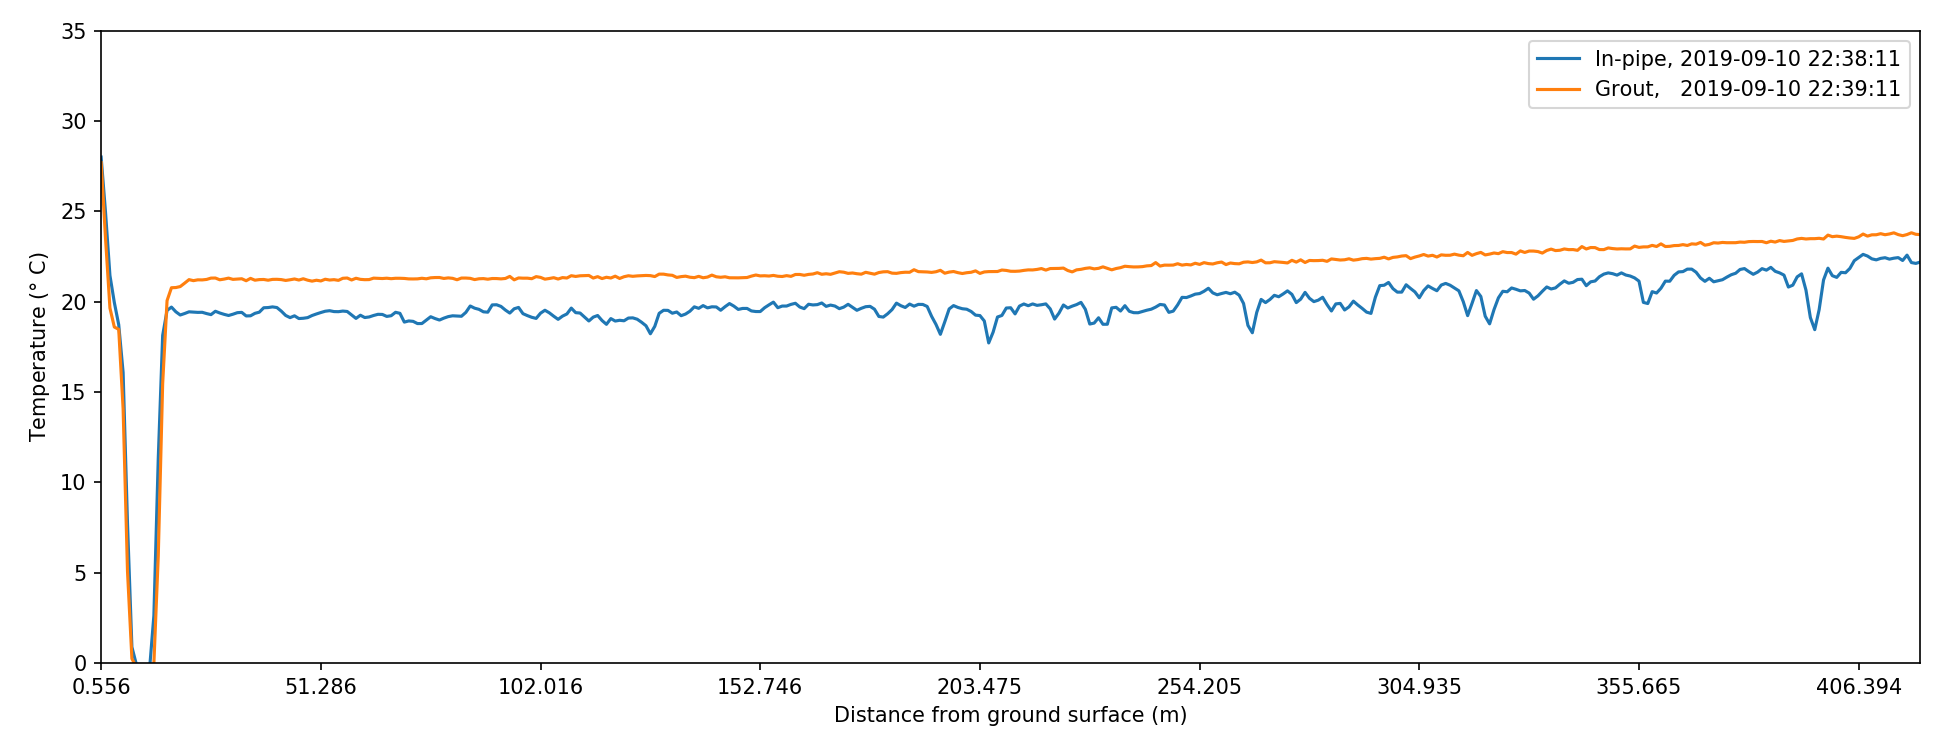 In-pipe, 2019-09-10 22:38:11
Grout, 2019-09-10 22:39:11
Temperature (° C)
35
30
25
20
15
10
5
0
0.556 51.286 102.016 152.746 203.475 254.205 304.935 355.665 406.394
Distance from ground surface (m)